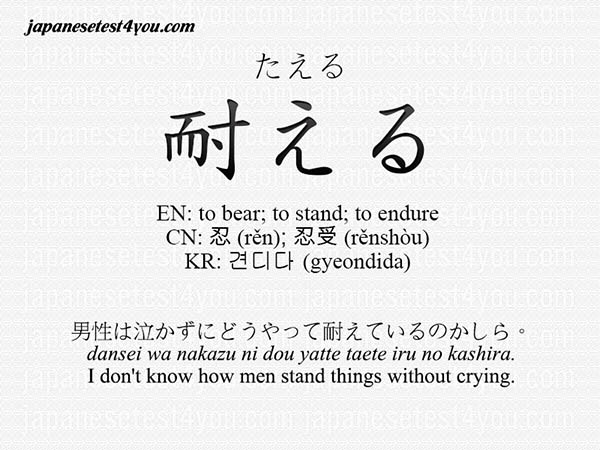 japanesetest4you.com
たえる
耐える
EN: to bear; to stand; to endure
CN: 忍 (rěn); 忍受 (rěnshòu)
KR: 견디다 (gyeondida)
男性は泣かずにどうやって耐えているのかしら。
dansei wa nakazu ni dou yatte taete iru no kashira.
I don't know how men stand things without crying.